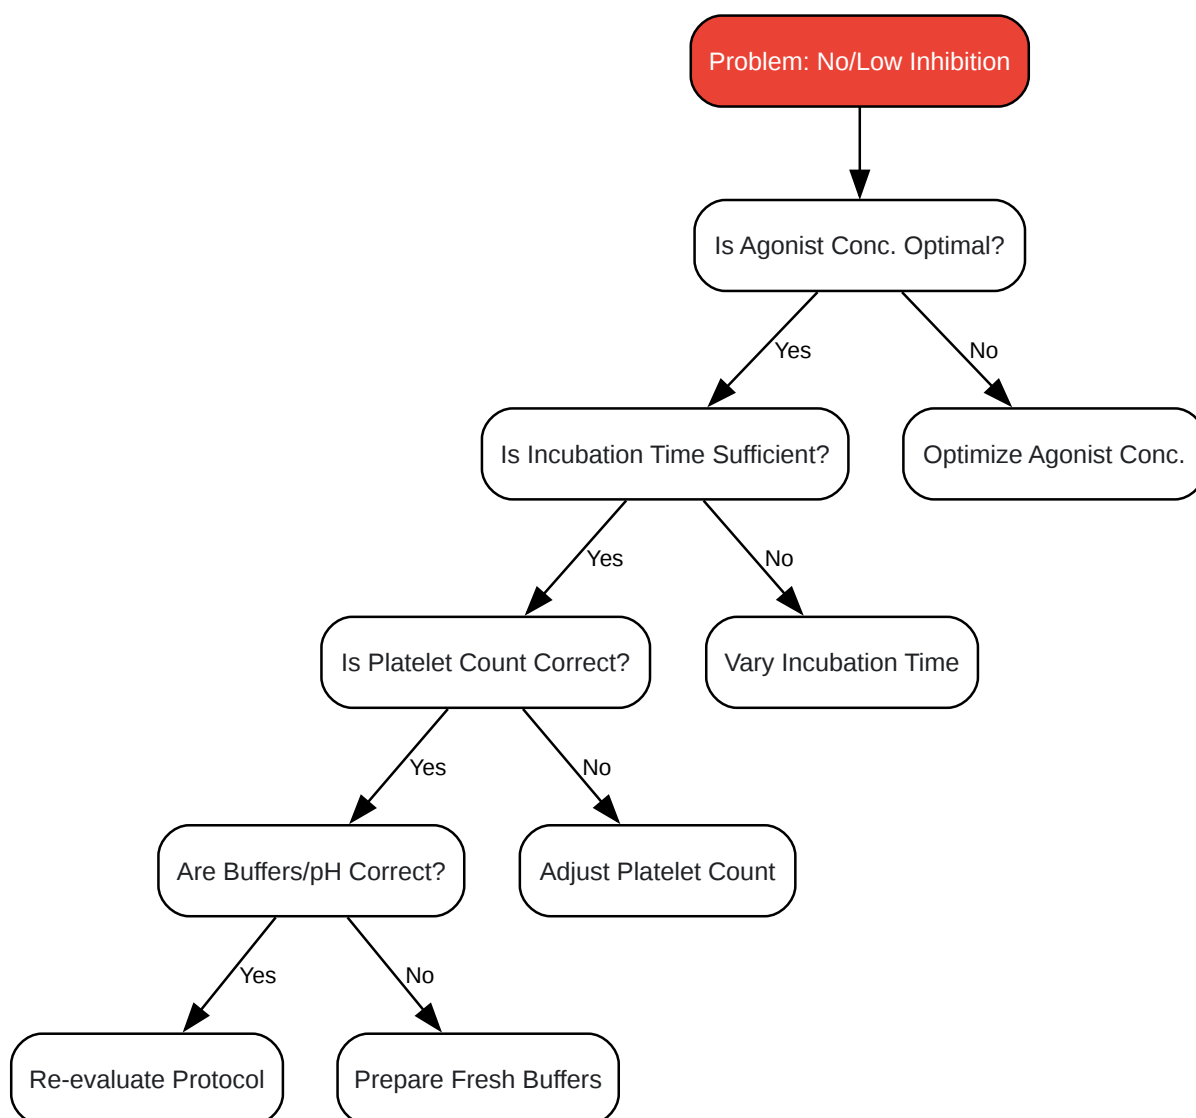 Problem: No/Low Inhibition
Is Agonist Conc. Optimal?
Yes
No
Is Incubation Time Sufficient?
Optimize Agonist Conc.
Yes
No
Is Platelet Count Correct?
Vary Incubation Time
Yes
No
Are Buffers/pH Correct?
Adjust Platelet Count
Yes
No
Re-evaluate Protocol
Prepare Fresh Buffers